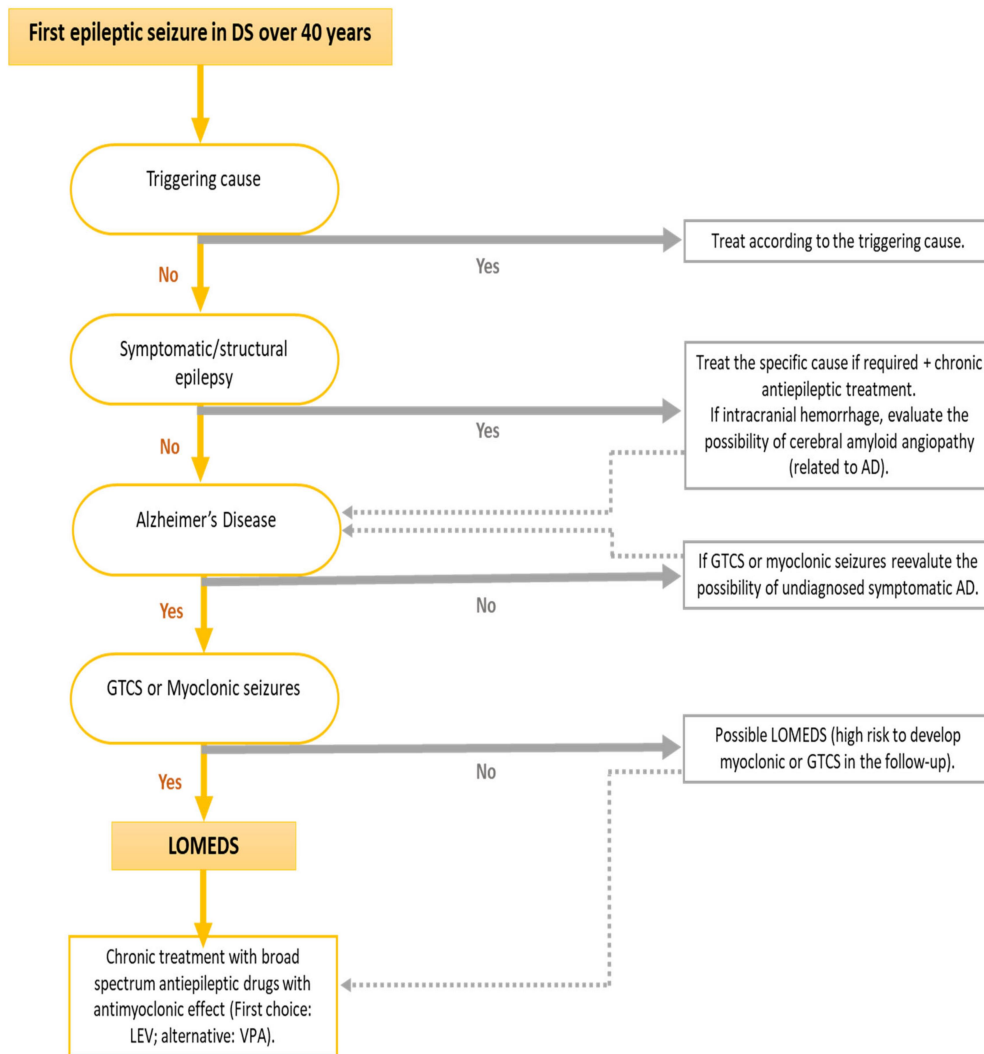 First epileptic seizure in DS over 40 years
Triggering cause
Treat according to the triggering cause.
No
Yes
Symptomatic/structural
epilepsy
Treat the specific cause if required + chronic
antiepileptic treatment.
If intracranial hemorrhage, evaluate the
possibility of cerebral amyloid angiopathy
(related to AD).
No
Yes
Alzheimer's Disease
If GTCS or myoclonic seizures reevalute the
possibility of undiagnosed symptomatic AD.
Yes
No
GTCS or Myoclonic seizures
Possible LOMEDS (high risk to develop
myoclonic or GTCS in the follow-up).
Yes
No
LOMEDS
Chronic treatment with broad
spectrum antiepileptic drugs with
antimyoclonic effect (First choice:
LEV; alternative: VPA).